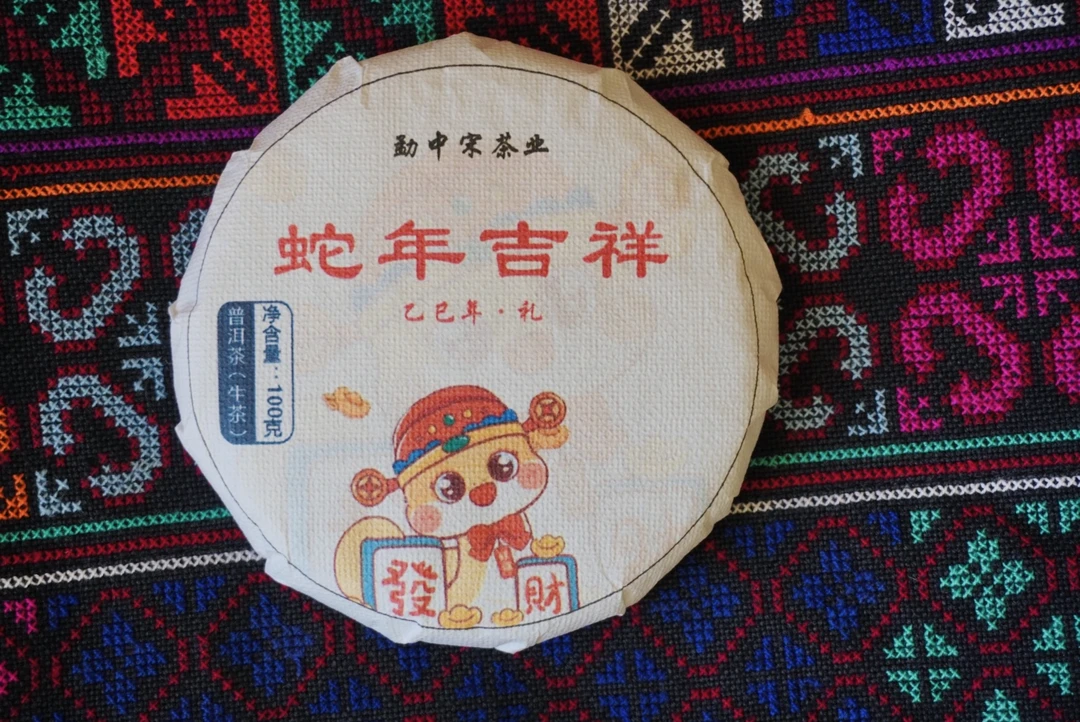 勐中宋茶业
蛇年吉祥
乙巳年·礼
净含量：100克
普洱茶（生茶）
發
財